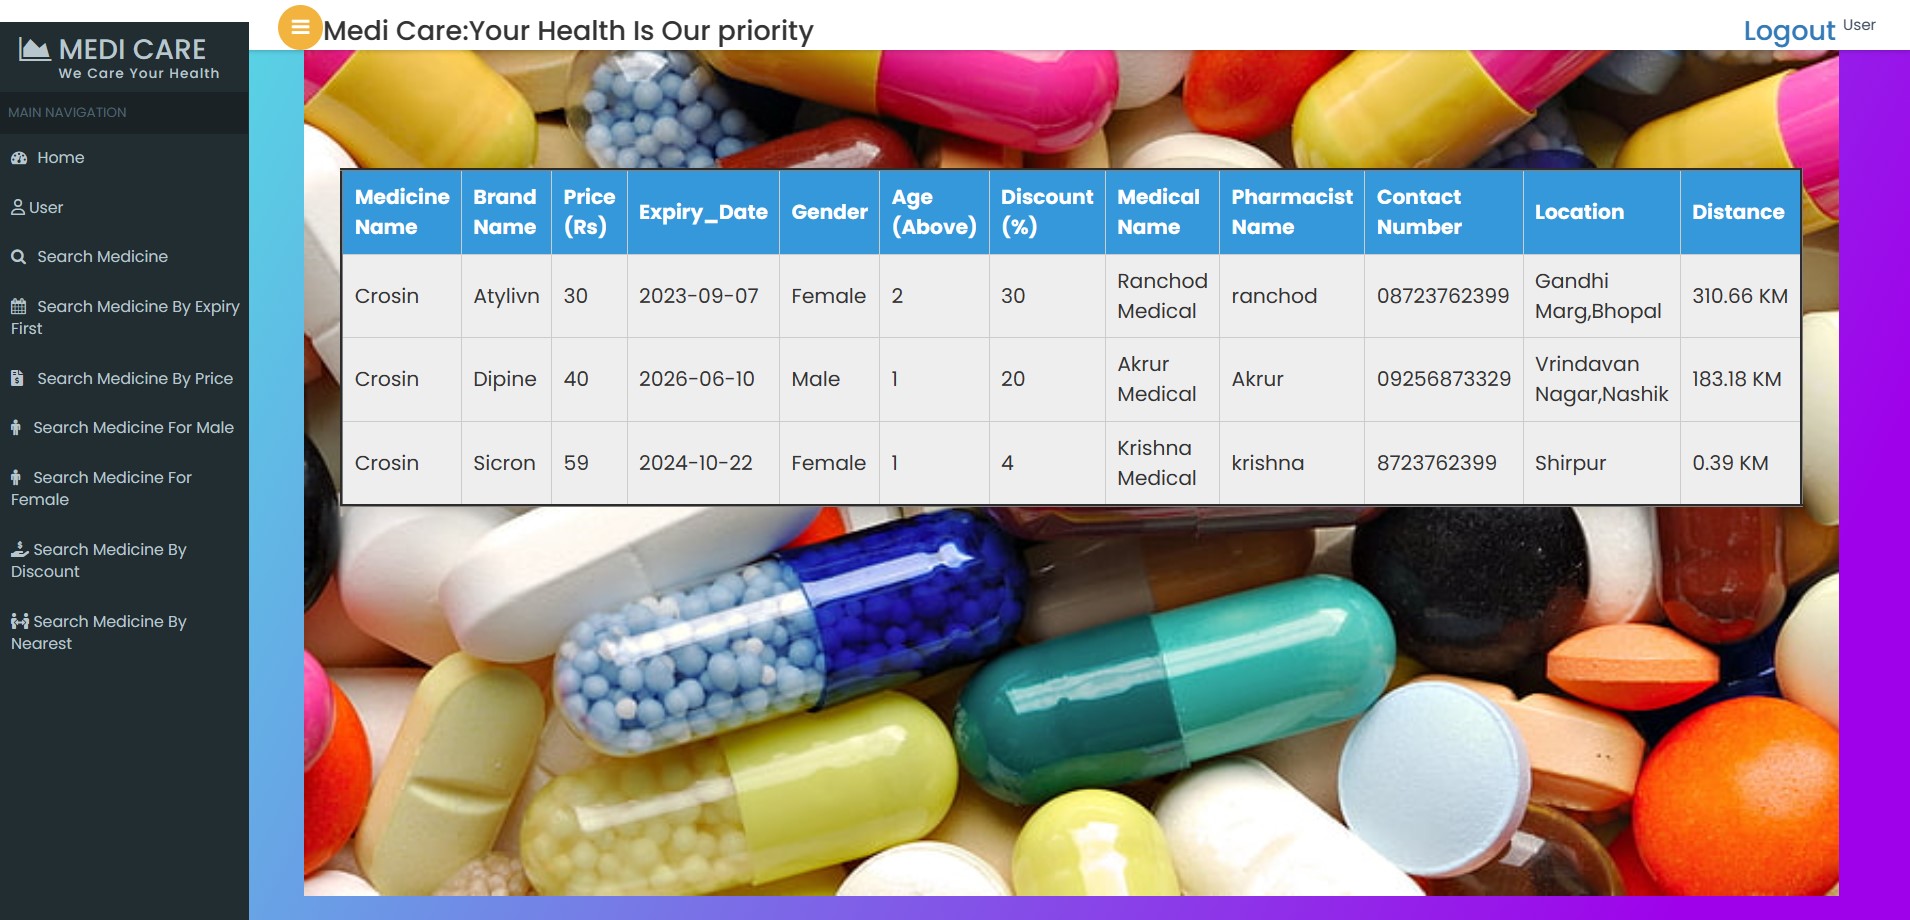 Medi Care:Your Health Is Our priority
Logout User
MEDI CARE
We Care Your Health
MAIN NAVIGATION
Home
User
Search Medicine
Search Medicine By Expiry
First
Search Medicine By Price
Search Medicine For Male
Search Medicine For
Female
Search Medicine By
Discount
Search Medicine By
Nearest
Medicine Name Brand Name Price (Rs) Expiry_Date Gender Age (Above) Discount (%) Medical Name Pharmacist Name Contact Number Location Distance
Crosin Atylivn 30 2023-09-07 Female 2 30 Ranchod Medical ranchod 08723762399 Gandhi Marg,Bhopal 310.66 KM
Crosin Dipine 40 2026-06-10 Male 1 20 Akrur Medical Akrur 09256873329 Vrindavan Nagar,Nashik 183.18 KM
Crosin Sicron 59 2024-10-22 Female 1 4 Krishna Medical krishna 8723762399 Shirpur 0.39 KM